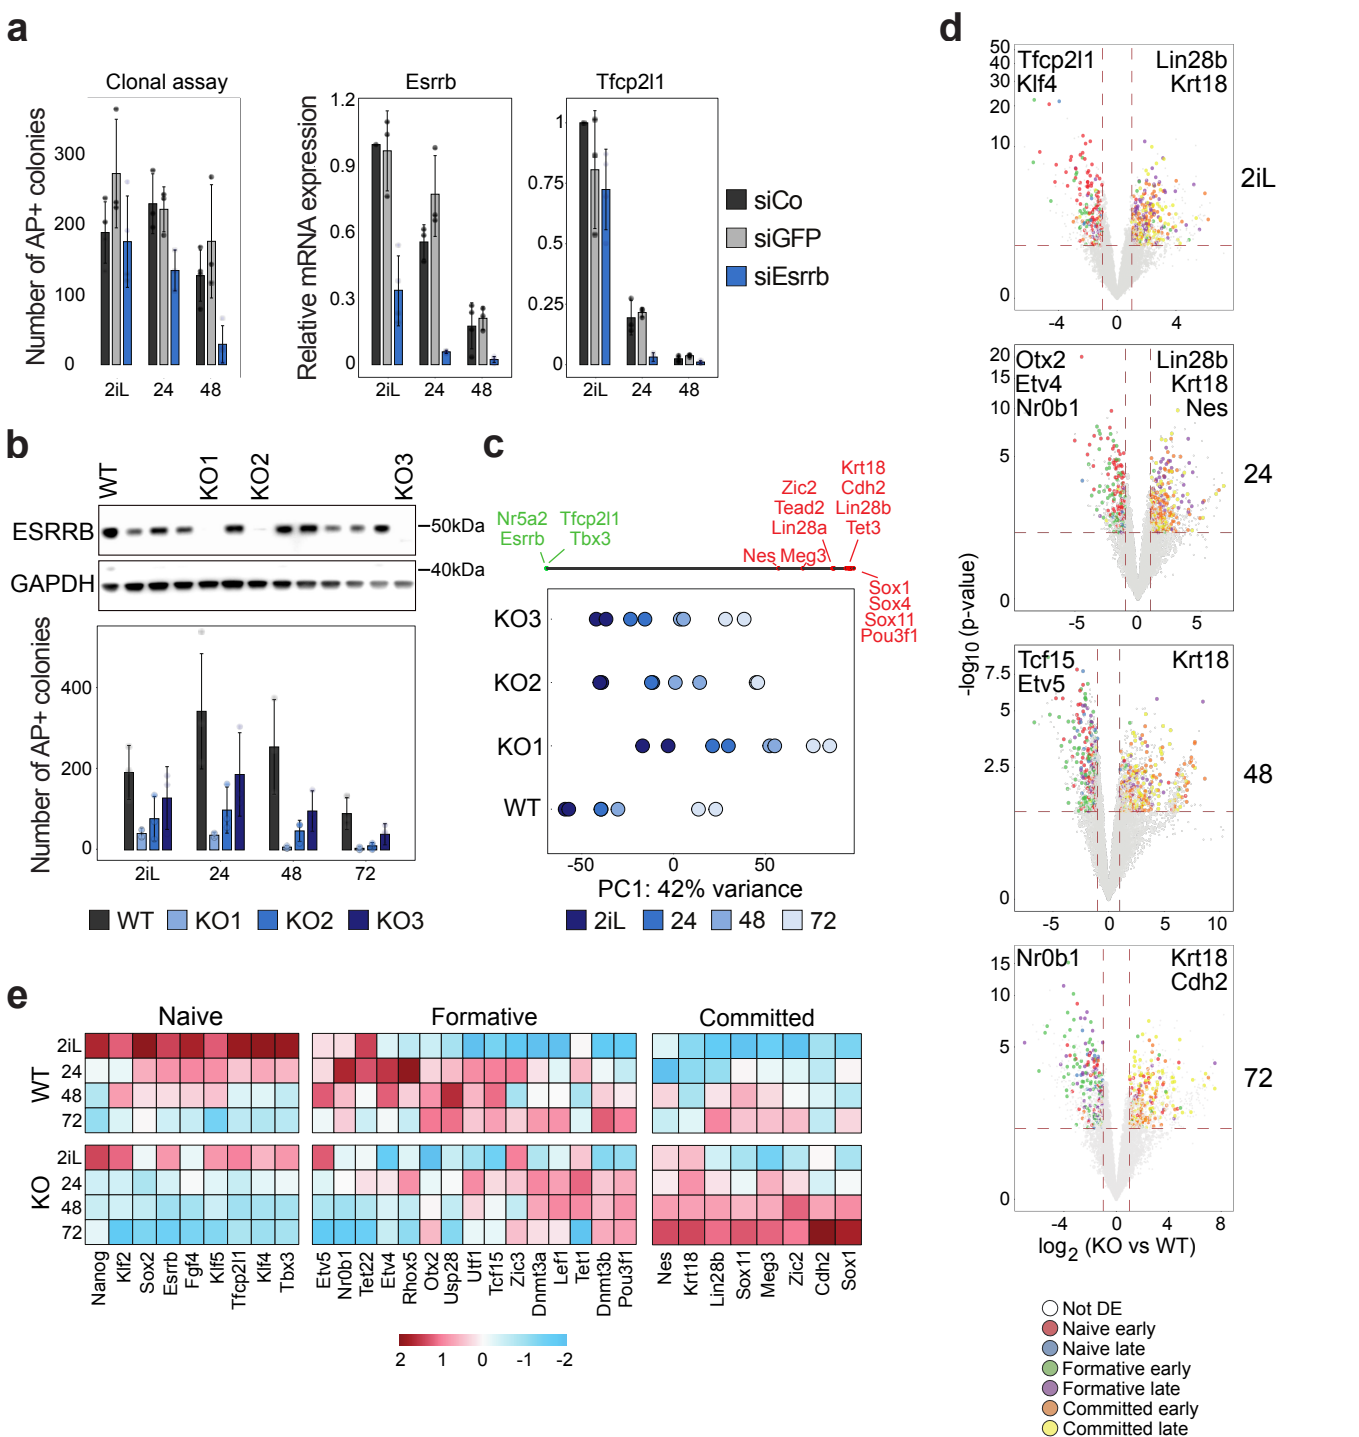 a
Clonal assay
Number of AP+ colonies
300
200
100
0
2iL 24 48
Esrrb
Relative mRNA expression
1.2
0.9
0.6
0.3
0
2iL 24 48
Tfcp2l1
1
0.75
0.5
0.25
0
2iL 24 48
siCo
siGFP
siEsrrb
b
WT KO1 KO2 KO3
ESRRB
50kDa
GAPDH
40kDa
Number of AP+ colonies
400
200
0
2iL 24 48 72
WT KO1 KO2 KO3
c
Nr5a2 Tfcp2l1
Esrrb Tbx3
Krt18
Zic2 Cdh2
Tead2 Lin28b
Lin28a Tet3
Nes Meg3
Sox1
Sox4
Sox11
Pou3f1
KO3
KO2
KO1
WT
-50 0 50
PC1: 42% variance
2iL 24 48 72
d
-log10 (p-value)
50
40
30
20
10
0
Tfcp2l1 Lin28b
Klf4 Krt18
2iL
-4 0 4
20
15
10
5
0
Otx2 Lin28b
Etv4 Krt18
Nr0b1 Nes
24
-5 0 5
7.5
5
2.5
0
Tcf15 Krt18
Etv5
48
-5 0 5 10
15
10
5
0
Nr0b1 Krt18
Cdh2
72
-4 0 4 8
log2 (KO vs WT)
Not DE
Naive early
Naive late
Formative early
Formative late
Committed early
Committed late
e
Naive Formative Committed
WT
2iL
24
48
72
KO
2iL
24
48
72
Nanog Klf2 Sox2 Esrrb Fgf4 Klf5 Tfcp2l1 Klf4 Tbx3
Etv5 Nr0b1 Tet22 Etv4 Rhox5 Otx2 Usp28 Utf1 Tcf15 Zic3 Dnmt3a Lef1 Tet1 Dnmt3b Pou3f1
Nes Krt18 Lin28b Sox11 Meg3 Zic2 Cdh2 Sox1
2 1 0 -1 -2